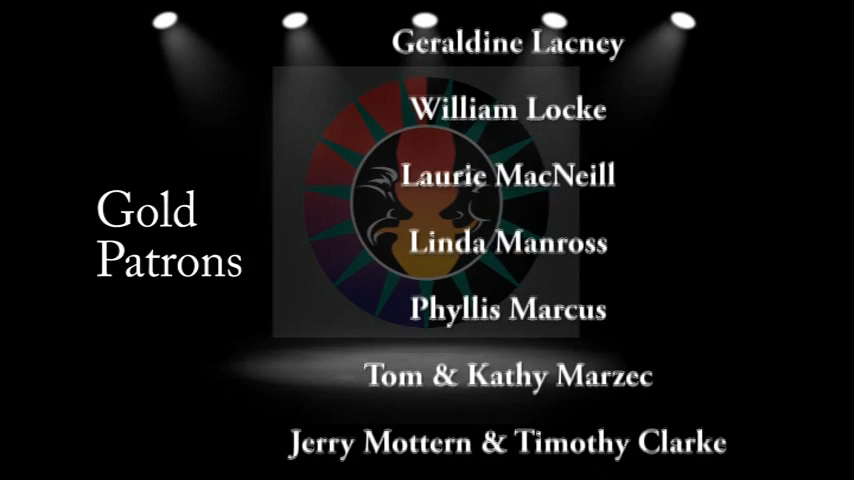 Gold
Patrons
Geraldine Lacney
William Locke
Laurie MacNeill
Linda Manross
Phyllis Marcus
Tom & Kathy Marzec
Jerry Mottern & Timothy Clarke